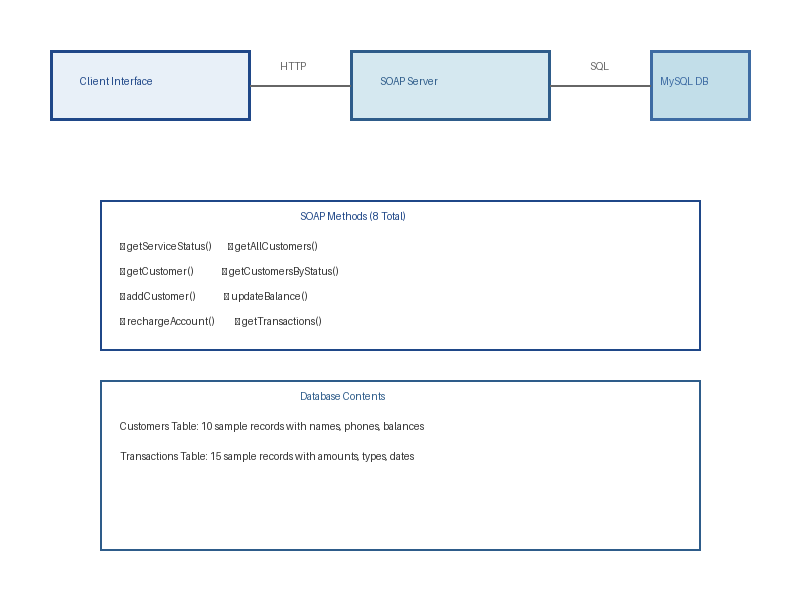 HTTP
SQL
Client Interface
SOAP Server
MySQL DB
SOAP Methods (8 Total)
getServiceStatus() getAllCustomers()
getCustomer() getCustomersByStatus()
addCustomer() updateBalance()
rechargeAccount() getTransactions()
Database Contents
Customers Table: 10 sample records with names, phones, balances
Transactions Table: 15 sample records with amounts, types, dates